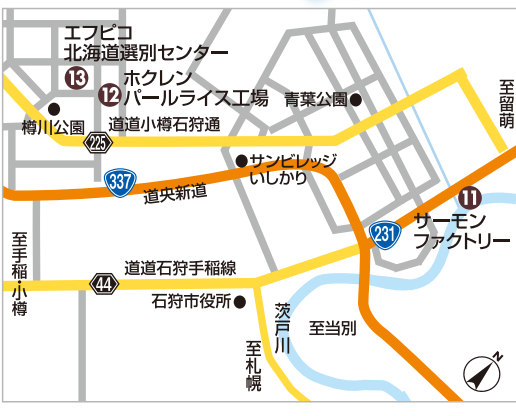 エフピコ
北海道選別センター
13
12
ホクレン
パールライス工場
樽川公園
225
道道小樽石狩通
青葉公園
至留萌
サンビレッジ
いしかり
337
道央新道
11
サーモン
ファクトリー
231
至手稲・小樽
44
道道石狩手稲線
石狩市役所
茨戸川
至当別
至札幌
N